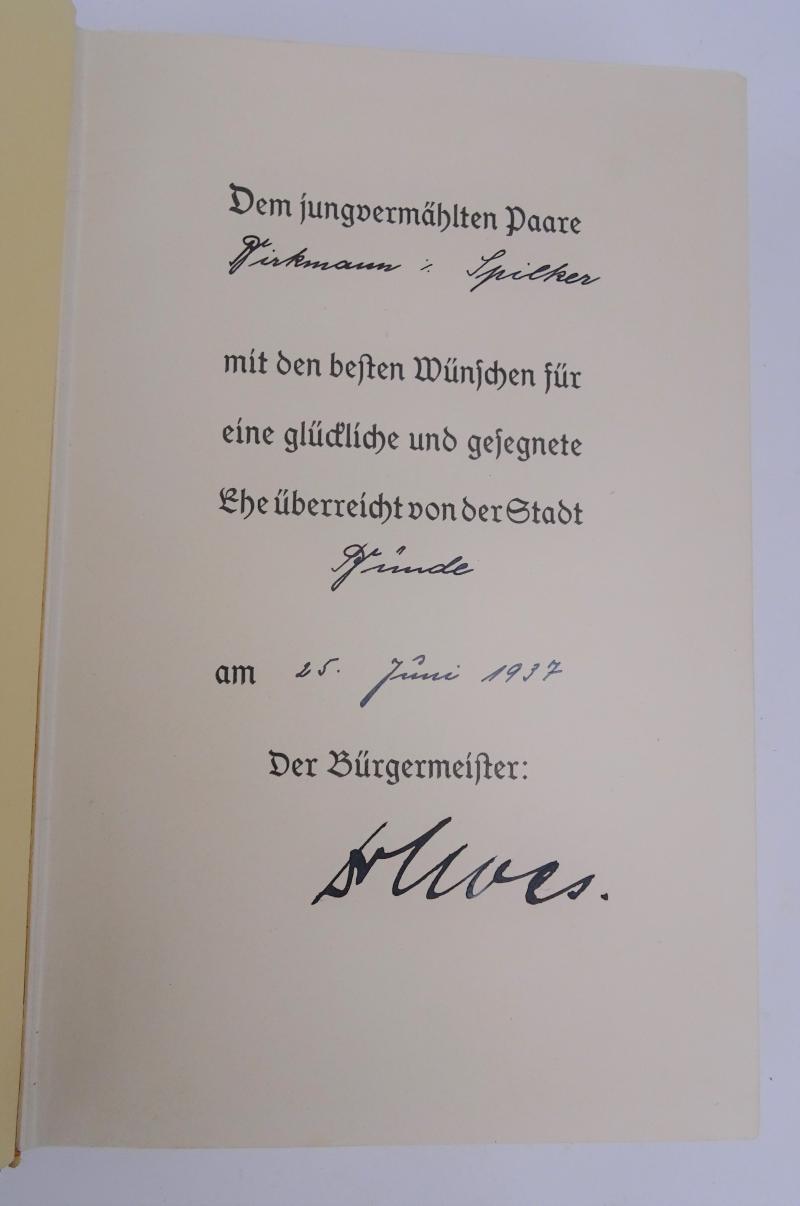 Dem jungvermählten Paare
Birkmann ·/· Spilker
mit den besten Wünschen für
eine glückliche und gesegnete
Ehe überreicht von der Stadt
Bünde
am 25. Juni 1937
Der Bürgermeister: